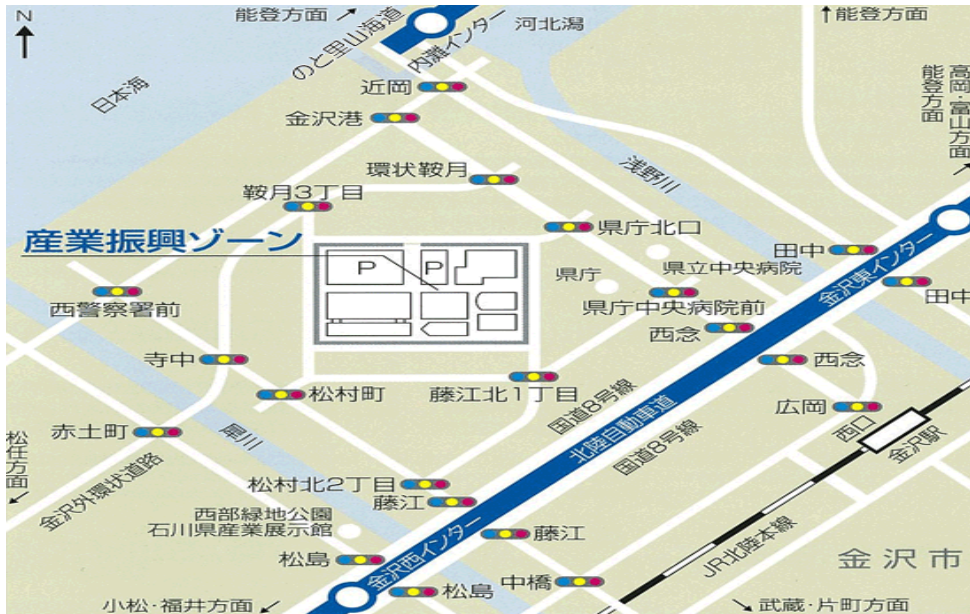 N
能登方面
のと里山海道
内灘インター
河北潟
能登方面
高岡・富山方面
能登方面
日本海
近岡
金沢港
浅野川
環状鞍月
鞍月3丁目
県庁北口
産業振興ゾーン
P
P
県庁
県立中央病院
田中
金沢東インター
田中
西警察署前
県庁中央病院前
西念
西念
寺中
松村町
藤江北1丁目
国道8号線
北陸自動車道
国道8号線
広岡
西口
金沢駅
松任方面
赤土町
犀川
金沢外環状道路
松村北2丁目
藤江
西部緑地公園
石川県産業展示館
藤江
JR北陸本線
金沢市
松島
金沢西インター
松島
中橋
小松・福井方面
武蔵・片町方面